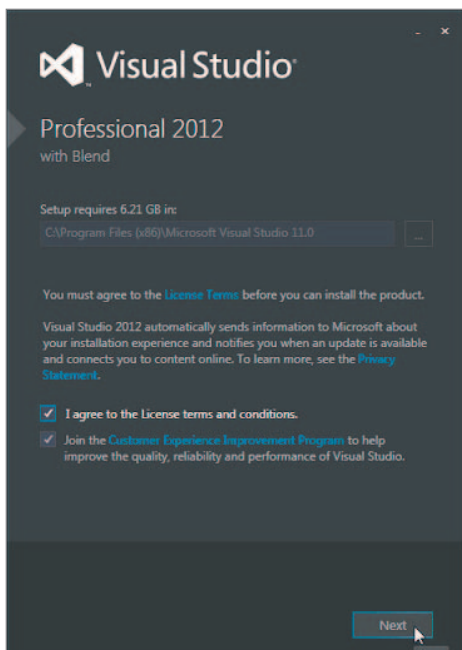 Visual Studio
Professional 2012
with Blend
Setup requires 6.21 GB in:
C:\Program Files (x86)\Microsoft Visual Studio 11.0
...
You must agree to the License Terms before you can install the product.
Visual Studio 2012 automatically sends information to Microsoft about
your installation experience and notifies you when an update is available
and connects you to content online. To learn more, see the Privacy
Statement.
I agree to the License terms and conditions.
Join the Customer Experience Improvement Program to help
improve the quality, reliability and performance of Visual Studio.
Next